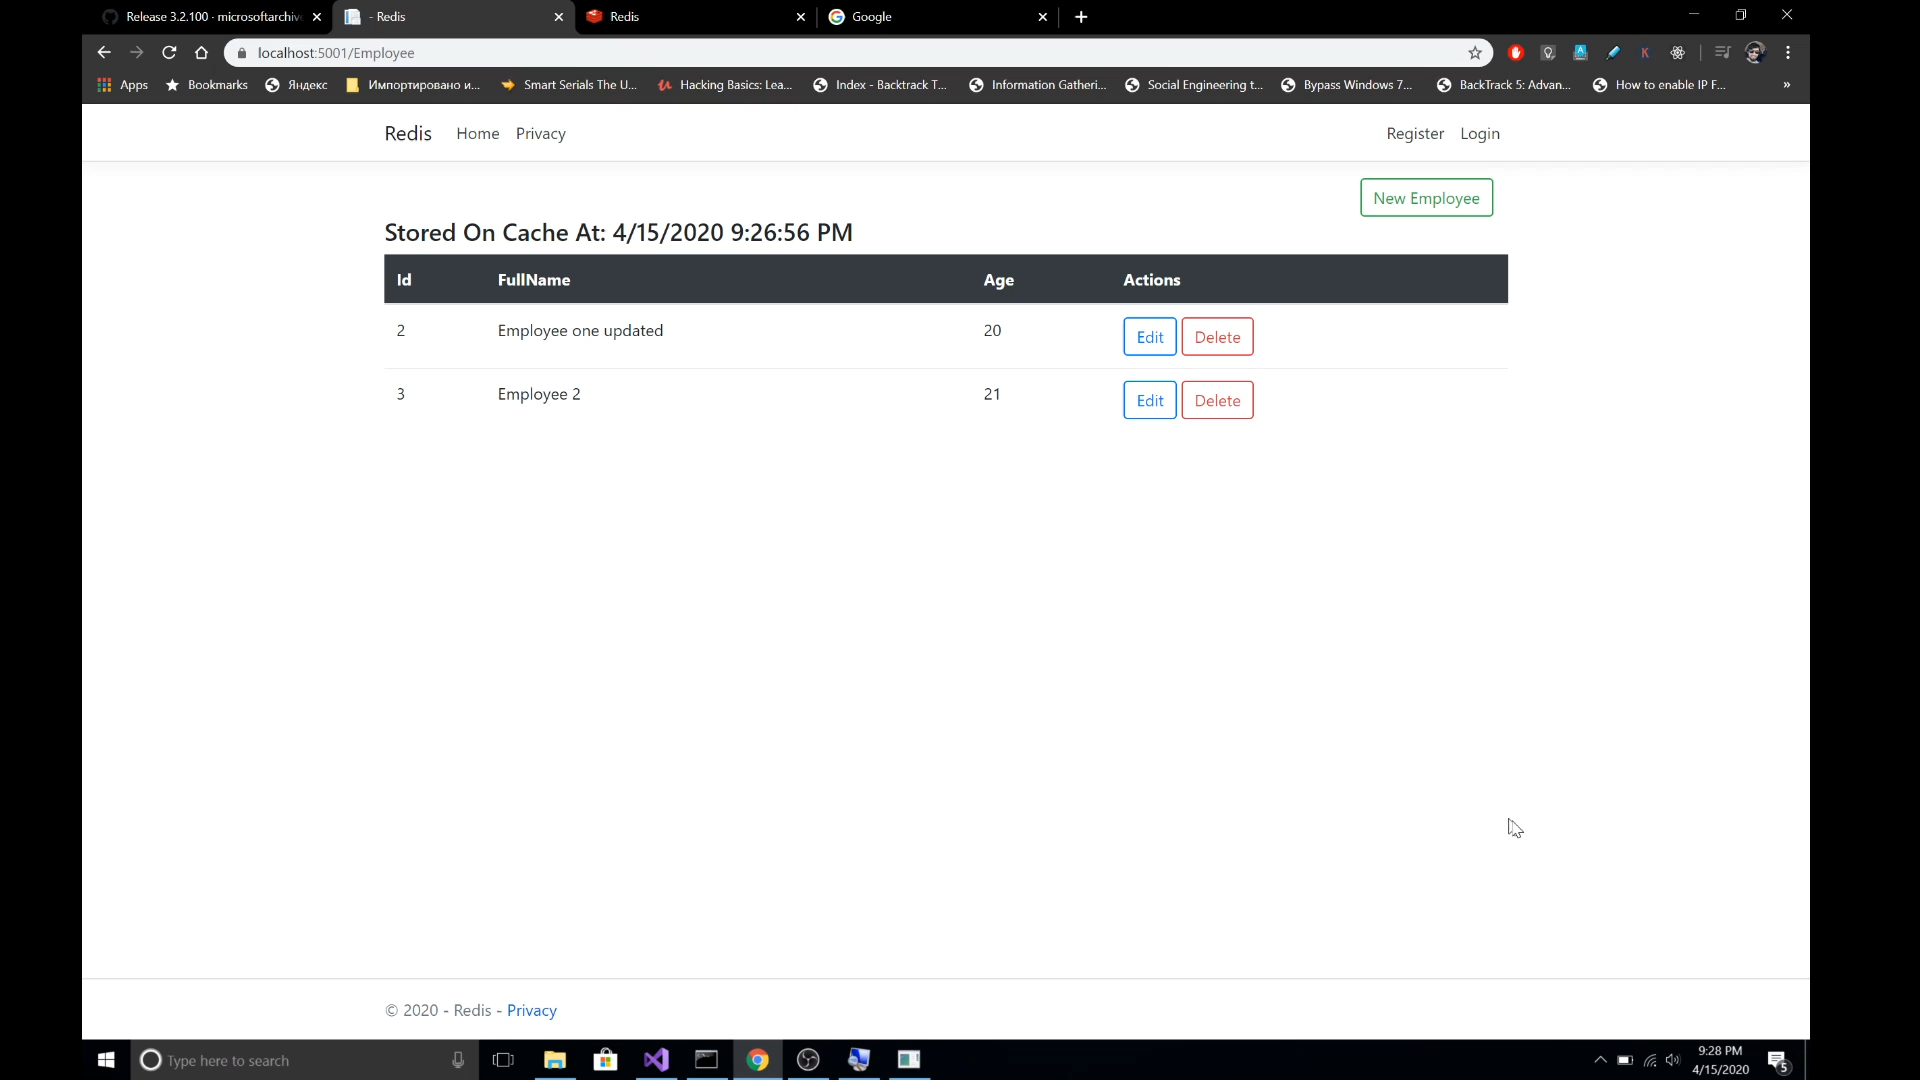 Release 3.2.100 · microsoftarchiv
- Redis
Redis
Google
localhost:5001/Employee
Apps
Bookmarks
Яндекс
Импортировано и...
Smart Serials The U...
Hacking Basics: Lea...
Index - Backtrack T...
Information Gatheri...
Social Engineering t...
Bypass Windows 7...
BackTrack 5: Advan...
How to enable IP F...
»
Redis Home Privacy Register Login
New Employee
Stored On Cache At: 4/15/2020 9:26:56 PM
Id FullName Age Actions
2 Employee one updated 20 Edit Delete
3 Employee 2 21 Edit Delete
© 2020 - Redis - Privacy
Type here to search
9:28 PM
4/15/2020
5